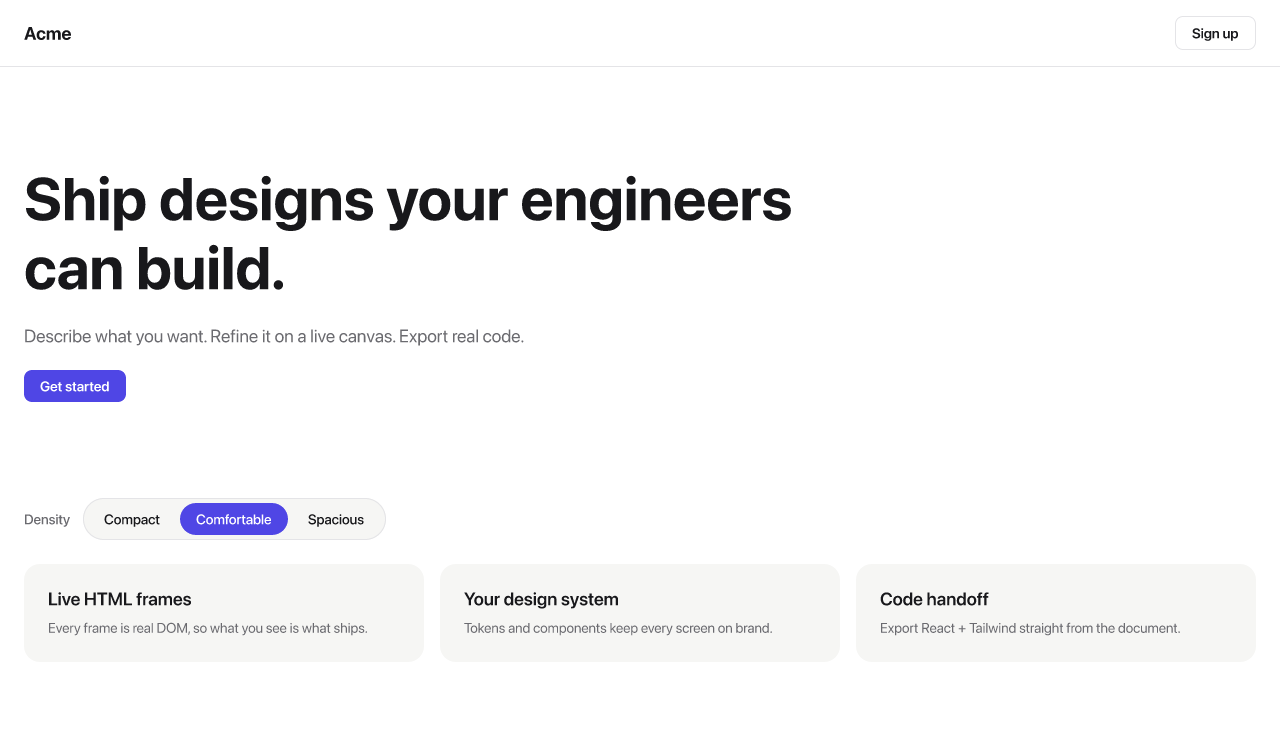 Acme
Sign up
Ship designs your engineers
can build.
Describe what you want. Refine it on a live canvas. Export real code.
Get started
Density
Compact
Comfortable
Spacious
Live HTML frames
Every frame is real DOM, so what you see is what ships.
Your design system
Tokens and components keep every screen on brand.
Code handoff
Export React + Tailwind straight from the document.